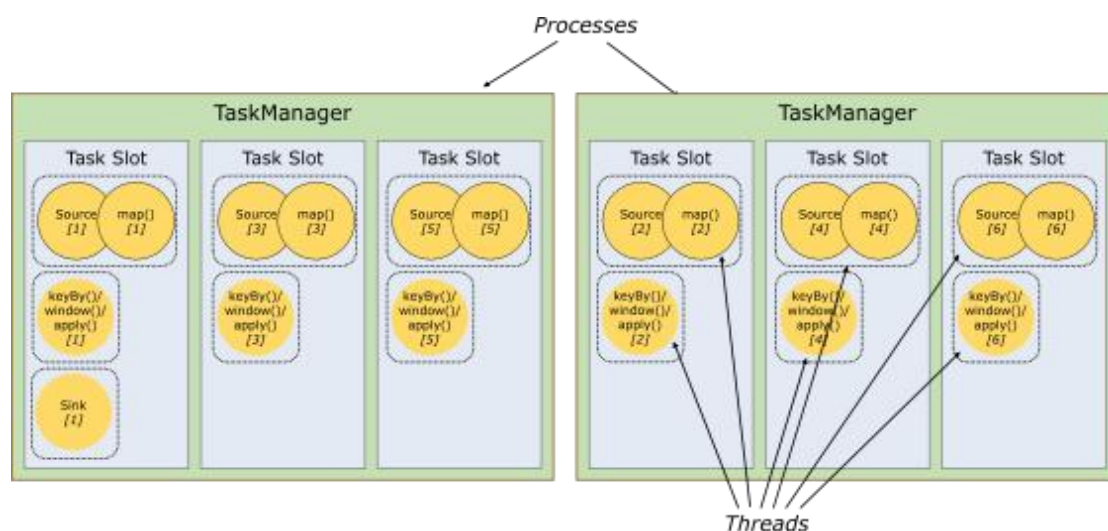 Processes
TaskManager
Task Slot
Source
[1]
map()
[1]
keyBy()/
window()/
apply()
[1]
Sink
[1]
Task Slot
Source
[3]
map()
[3]
keyBy()/
window()/
apply()
[3]
Task Slot
Source
[5]
map()
[5]
keyBy()/
window()/
apply()
[5]
TaskManager
Task Slot
Source
[2]
map()
[2]
keyBy()/
window()/
apply()
[2]
Task Slot
Source
[4]
map()
[4]
keyBy()/
window()/
apply()
[4]
Task Slot
Source
[6]
map()
[6]
keyBy()/
window()/
apply()
[6]
Threads